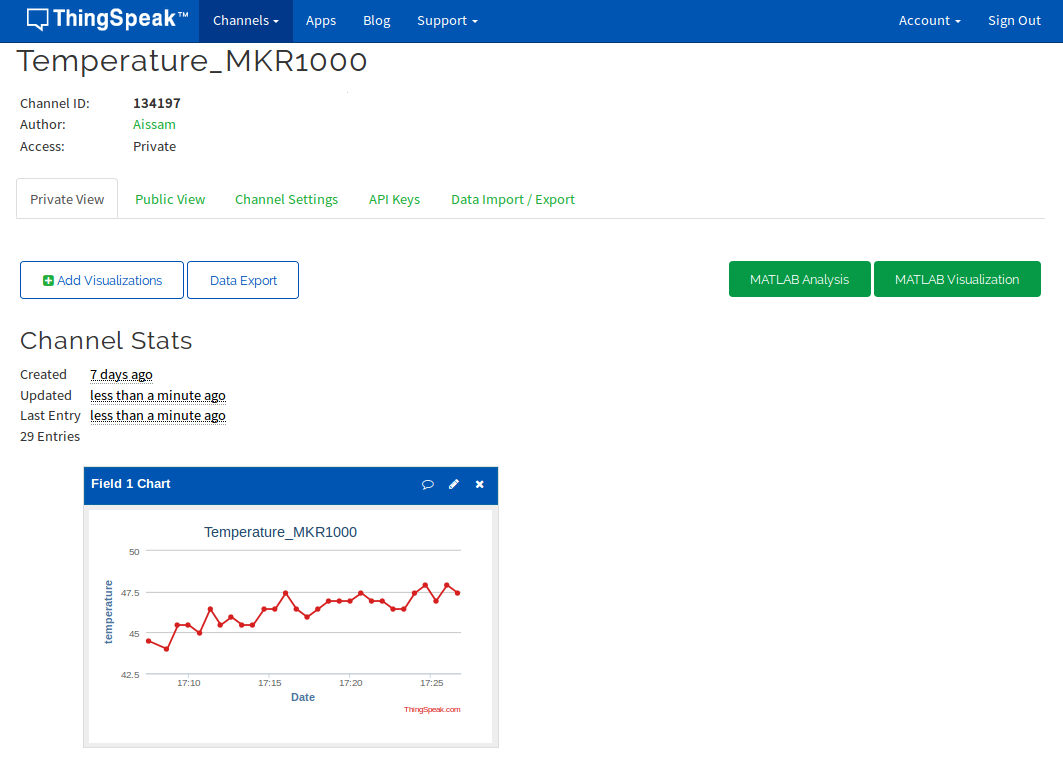 ThingSpeak™ Channels Apps Blog Support Account Sign Out
Temperature_MKR1000
Channel ID: 134197
Author: Aissam
Access: Private
Private View Public View Channel Settings API Keys Data Import / Export
Add Visualizations Data Export MATLAB Analysis MATLAB Visualization
Channel Stats
Created 7 days ago
Updated less than a minute ago
Last Entry less than a minute ago
29 Entries
Field 1 Chart
Temperature_MKR1000
50
47.5
45
42.5
temperature
17:10 17:15 17:20 17:25
Date
ThingSpeak.com